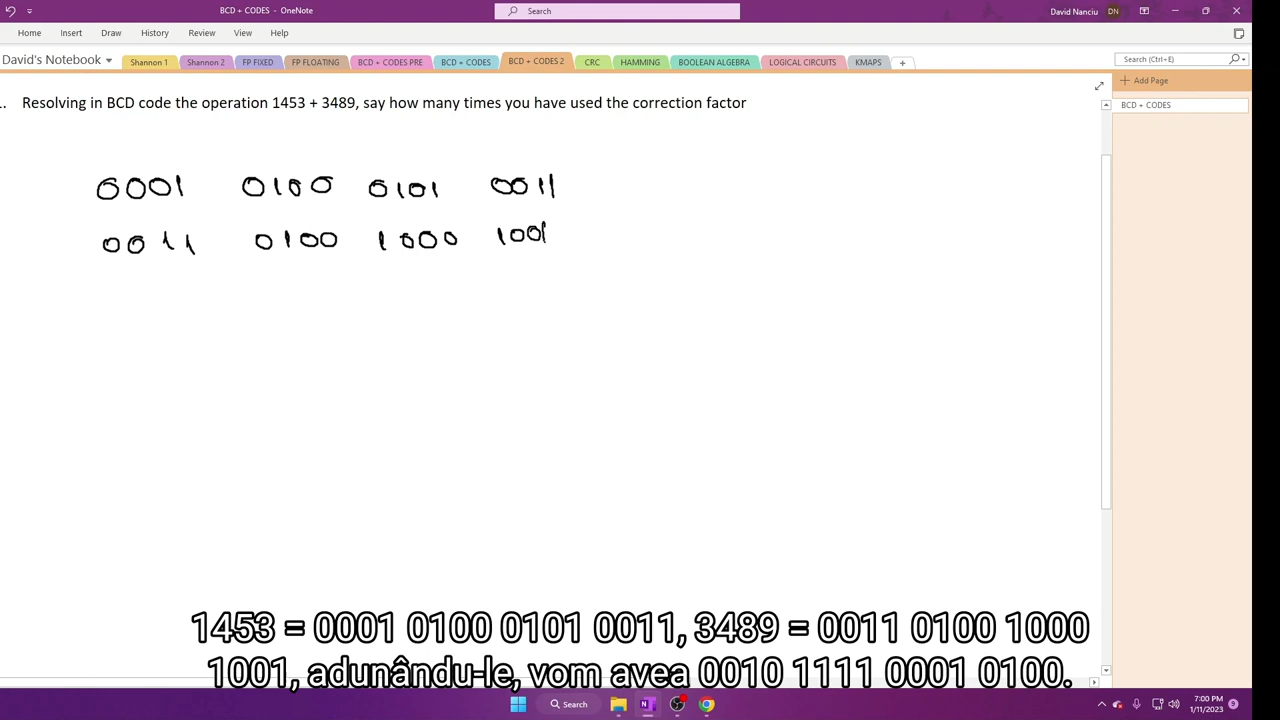 BCD + CODES - OneNote
Search
David Nanciu DN
Home Insert Draw History Review View Help
David's Notebook Shannon 1 Shannon 2 FP FIXED FP FLOATING BCD + CODES PRE BCD + CODES BCD + CODES 2 CRC HAMMING BOOLEAN ALGEBRA LOGICAL CIRCUITS KMAPS + Search (Ctrl+E)
Add Page
BCD + CODES
Resolving in BCD code the operation 1453 + 3489, say how many times you have used the correction factor
0001 0100 0101 0011
0011 0100 1000 1001
1453 = 0001 0100 0101 0011, 3489 = 0011 0100 1000
1001, adunându-le, vom avea 0010 1111 0001 0100.
Search
7:00 PM
1/11/2023